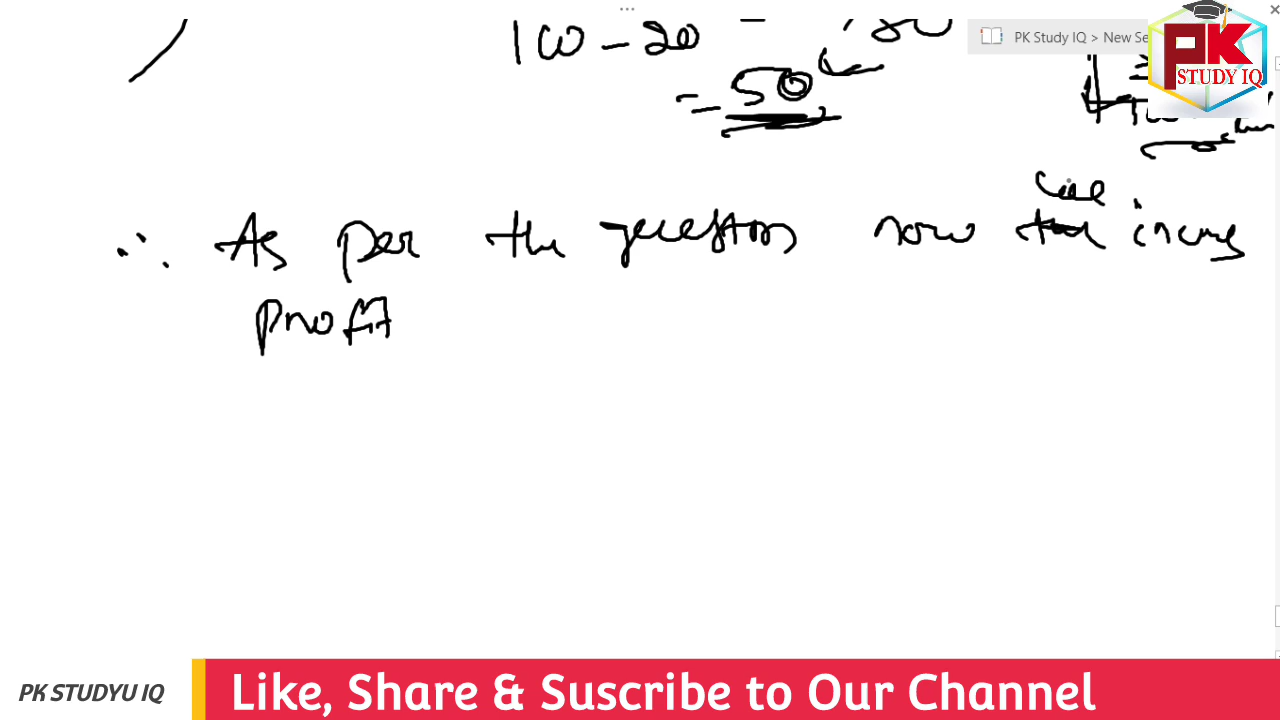 100 - 20
= 50
PK Study IQ > New Se
PK
STUDY IQ
∴ As per the question now
profit
PK STUDYU IQ
Like, Share & Suscribe to Our Channel